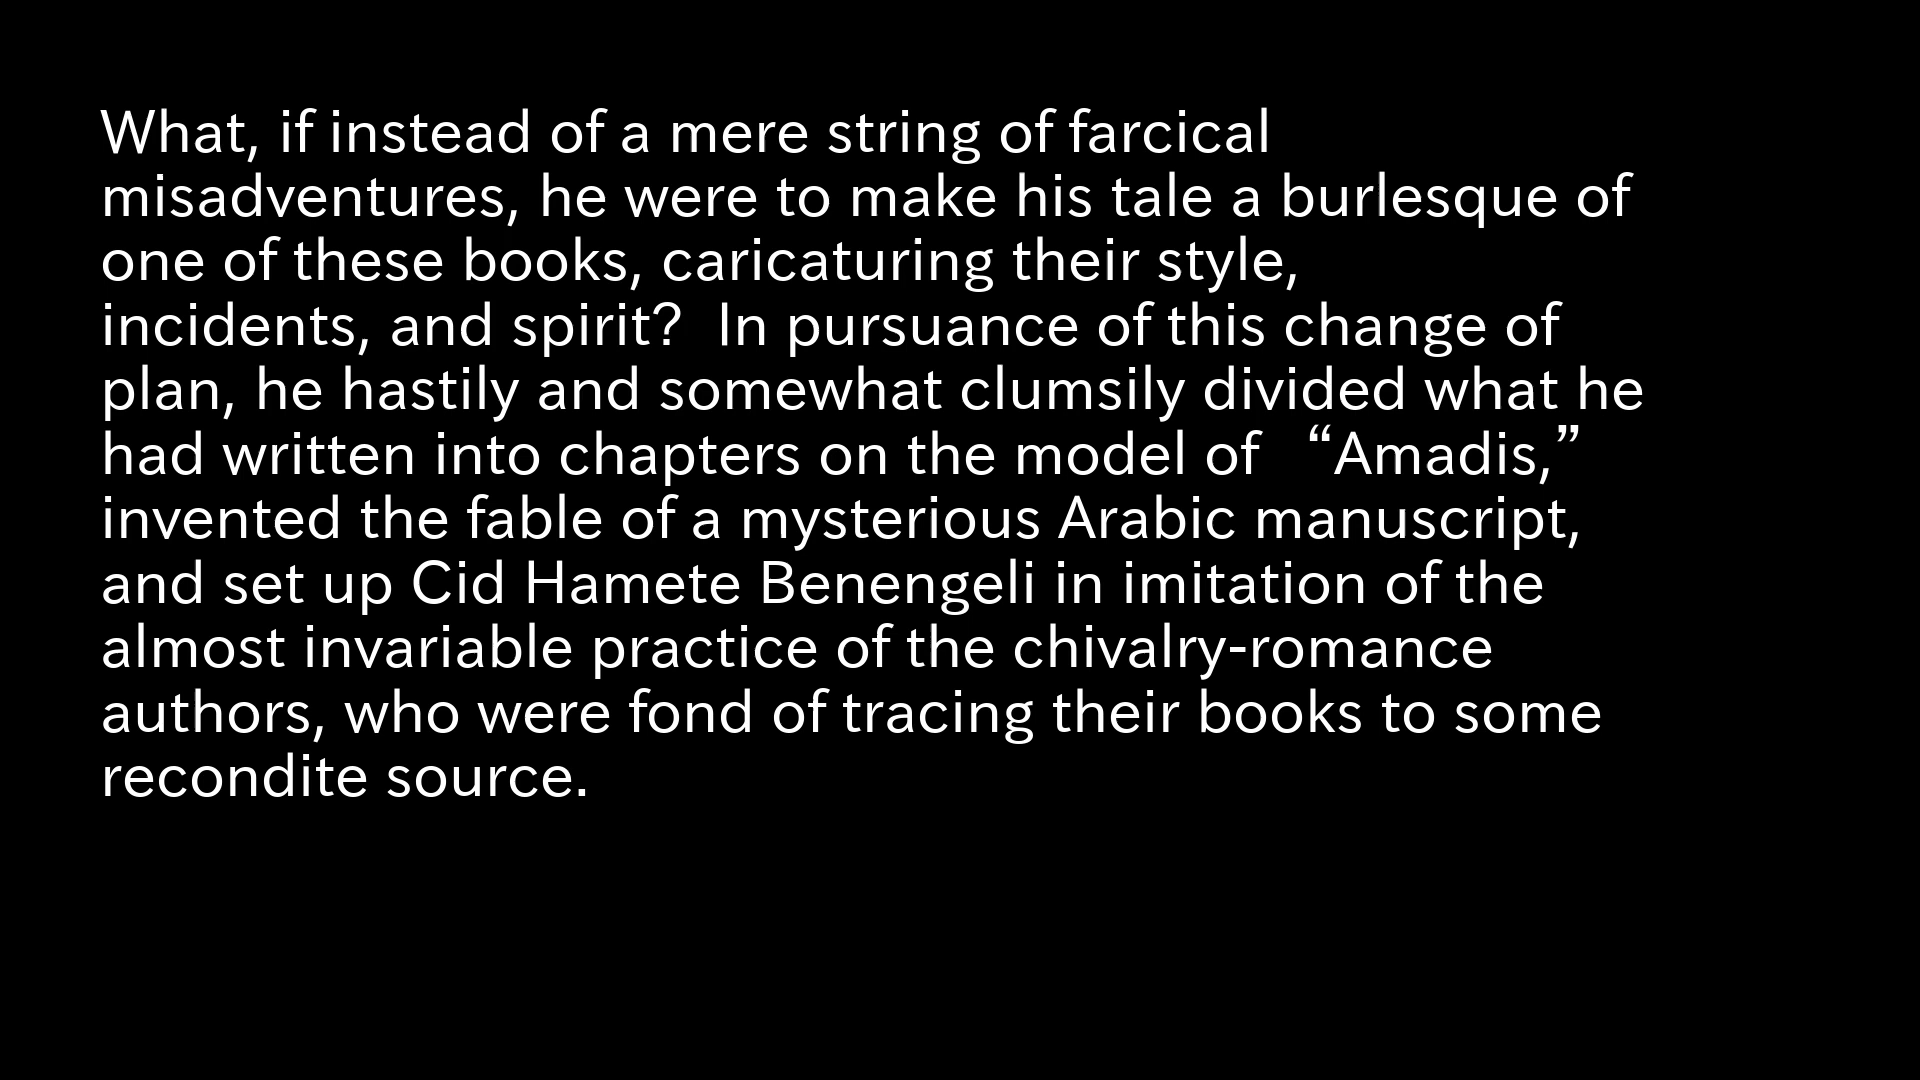 What, if instead of a mere string of farcical
misadventures, he were to make his tale a burlesque of
one of these books, caricaturing their style,
incidents, and spirit?  In pursuance of this change of
plan, he hastily and somewhat clumsily divided what he
had written into chapters on the model of  “Amadis,”
invented the fable of a mysterious Arabic manuscript,
and set up Cid Hamete Benengeli in imitation of the
almost invariable practice of the chivalry-romance
authors, who were fond of tracing their books to some
recondite source.